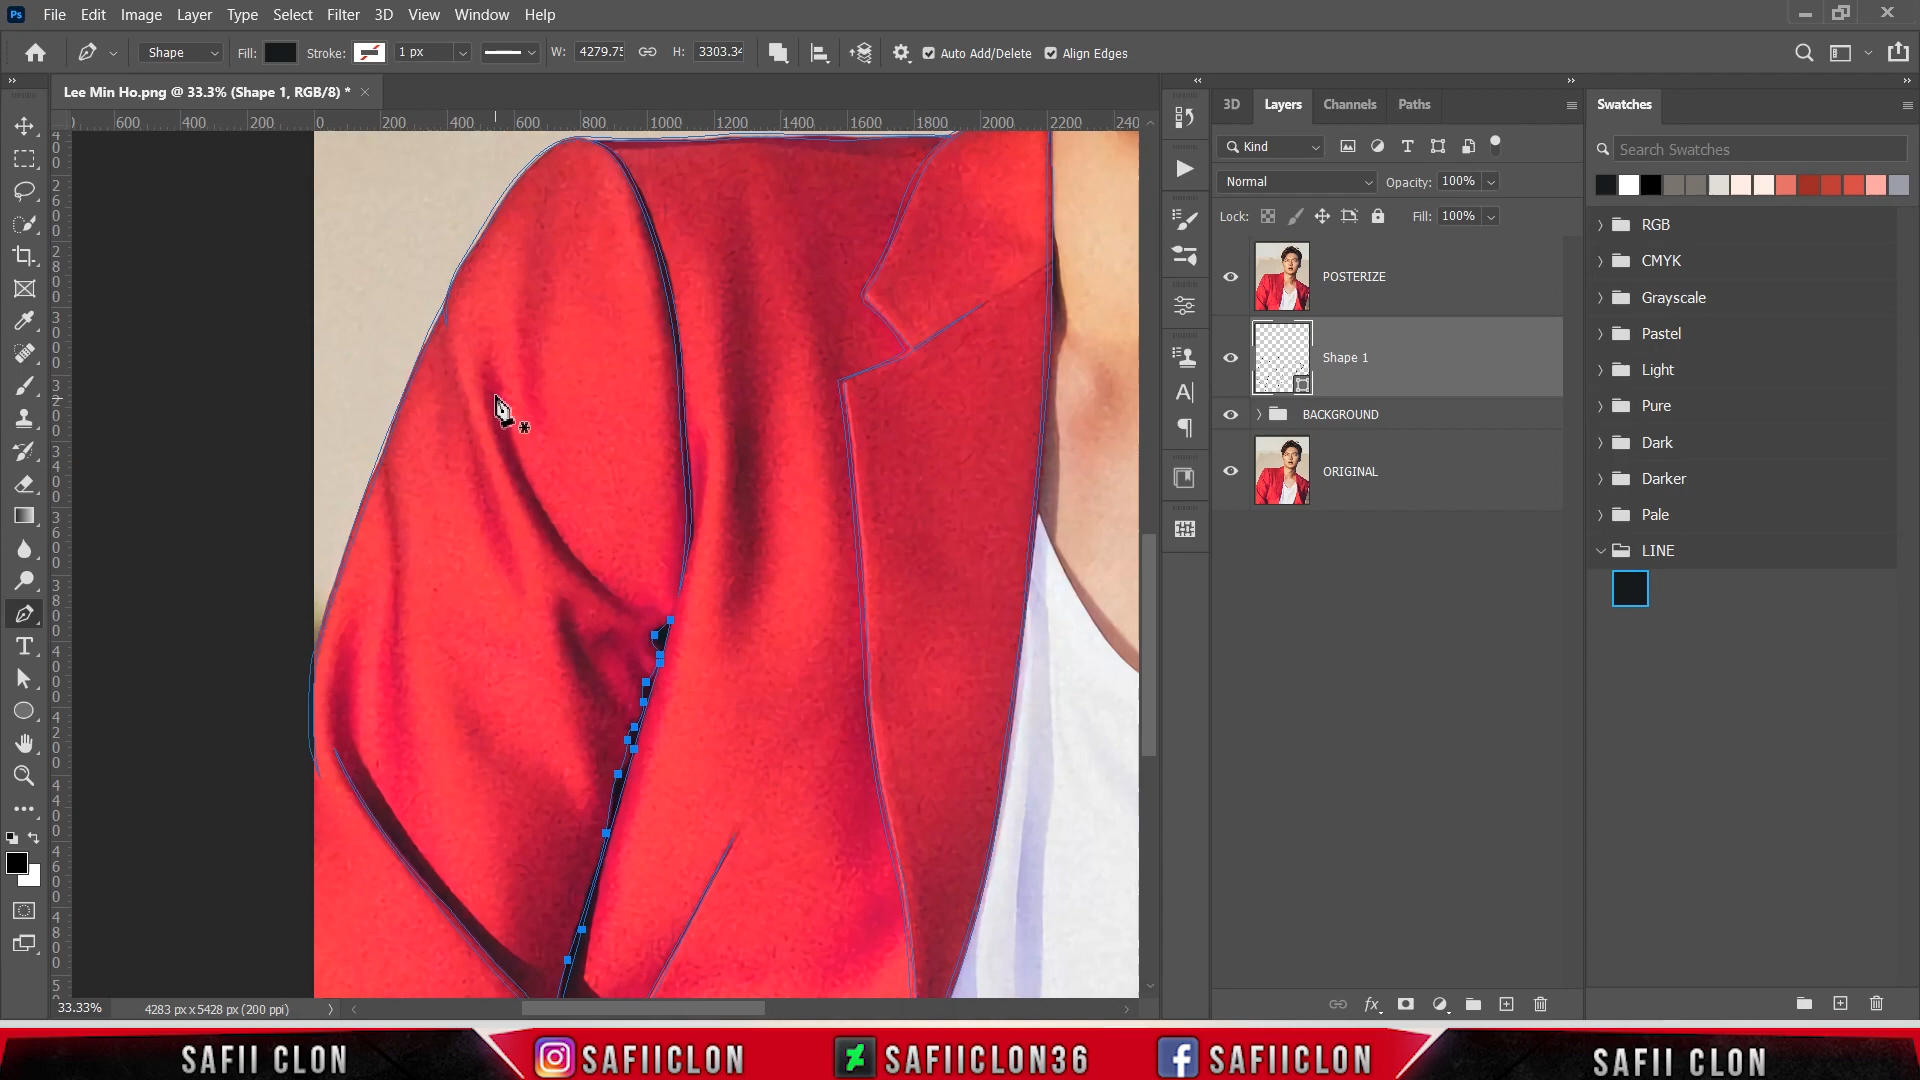 Ps File Edit Image Layer Type Select Filter 3D View Window Help
Shape Fill: Stroke: 1 px W: 4279.75 H: 3303.34 Auto Add/Delete Align Edges
Lee Min Ho.png @ 33.3% (Shape 1, RGB/8) *
600 400 200 0 200 400 600 800 1000 1200 1400 1600 1800 2000 2200 2400
3D Layers Channels Paths
Kind
Normal Opacity: 100%
Lock: Fill: 100%
POSTERIZE
Shape 1
BACKGROUND
ORIGINAL
Swatches
Search Swatches
RGB
CMYK
Grayscale
Pastel
Light
Pure
Dark
Darker
Pale
LINE
33.33% 4283 px x 5428 px (200 ppi)
SAFII CLON SAFIICLON SAFIICLON36 SAFIICLON SAFII CLON